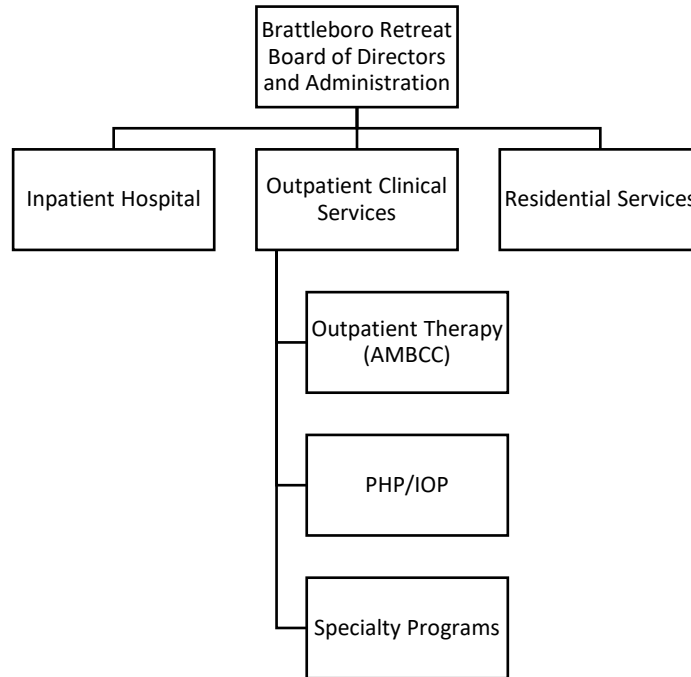 Brattleboro Retreat
Board of Directors
and Administration
Inpatient Hospital
Outpatient Clinical
Services
Residential Services
Outpatient Therapy
(AMBCC)
PHP/IOP
Specialty Programs